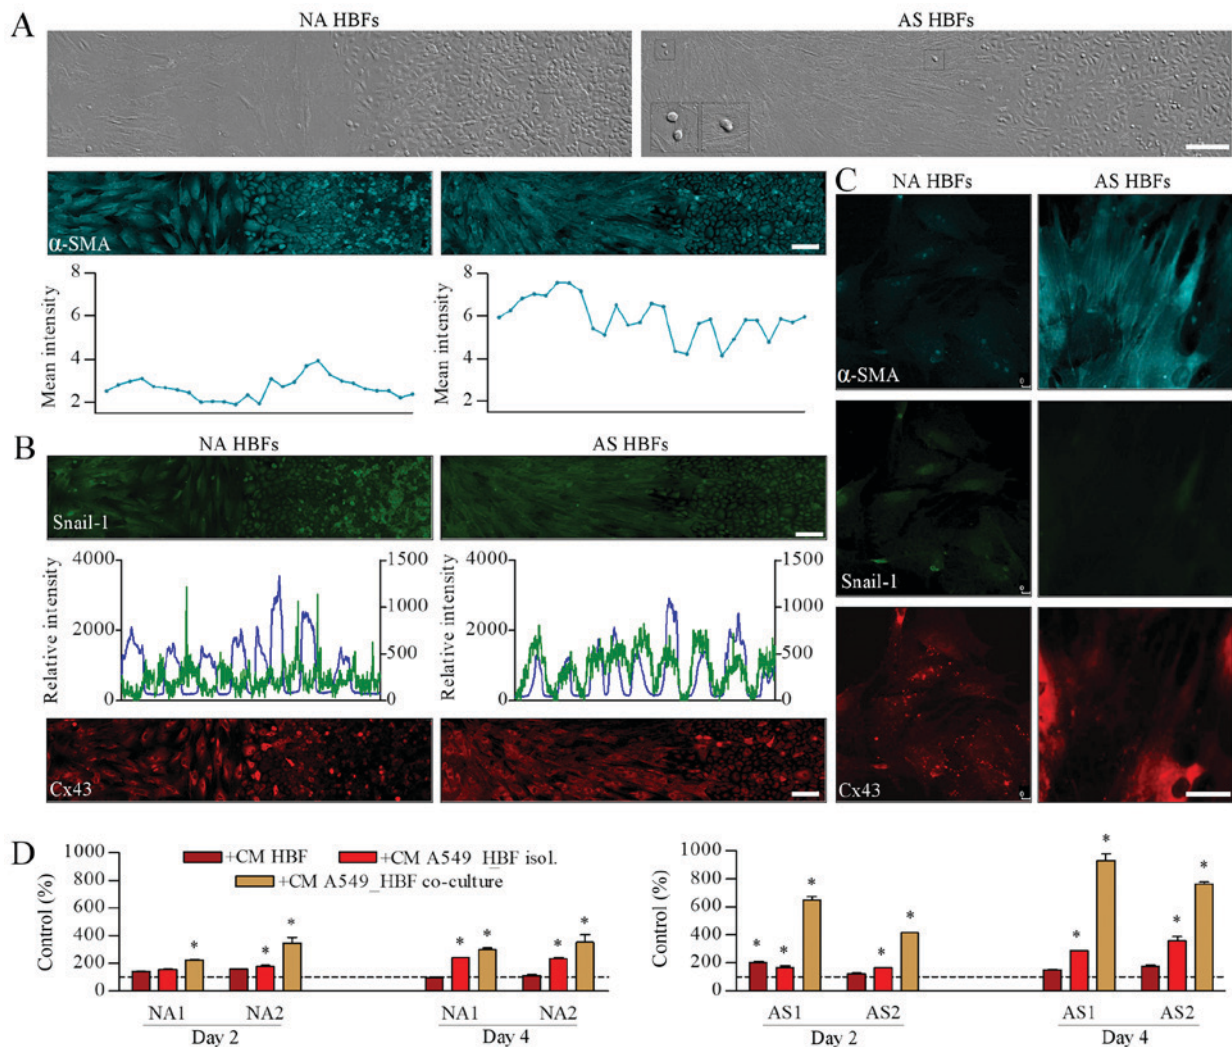 A
NA HBFs
AS HBFs
α-SMA
Mean intensity
8
6
4
2
Mean intensity
8
6
4
2
C
NA HBFs
AS HBFs
α-SMA
Snail-1
Cx43
B
NA HBFs
AS HBFs
Snail-1
Relative intensity
4000
2000
0
1500
1000
500
0
Relative intensity
4000
2000
0
1500
1000
500
0
Cx43
D
+CM HBF
+CM A549_HBF isol.
+CM A549_HBF co-culture
Control (%)
1000
800
600
400
200
0
* * * * * * *
NA1 NA2 NA1 NA2
Day 2 Day 4
Control (%)
1000
800
600
400
200
0
* * * * * * * * *
AS1 AS2 AS1 AS2
Day 2 Day 4